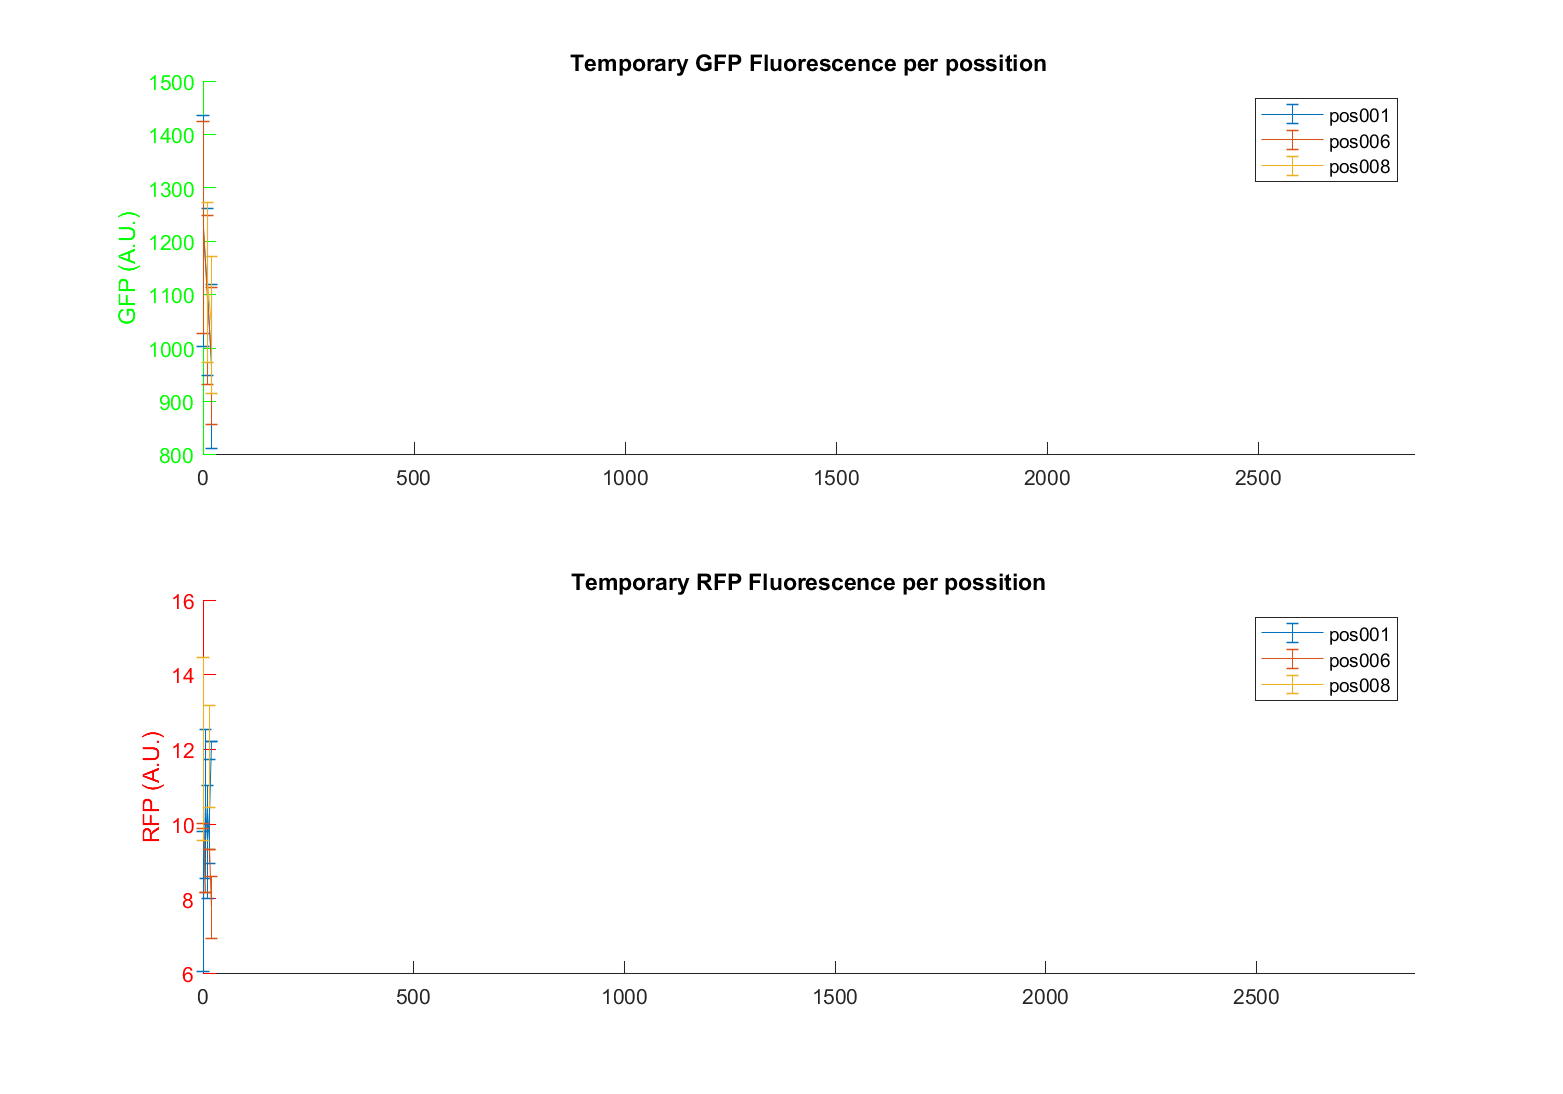 Temporary GFP Fluorescence per possition
1500
1400
1300
1200
1100
1000
900
800
GFP (A.U.)
pos001
pos006
pos008
0 500 1000 1500 2000 2500
Temporary RFP Fluorescence per possition
16
14
12
10
8
6
RFP (A.U.)
pos001
pos006
pos008
0 500 1000 1500 2000 2500